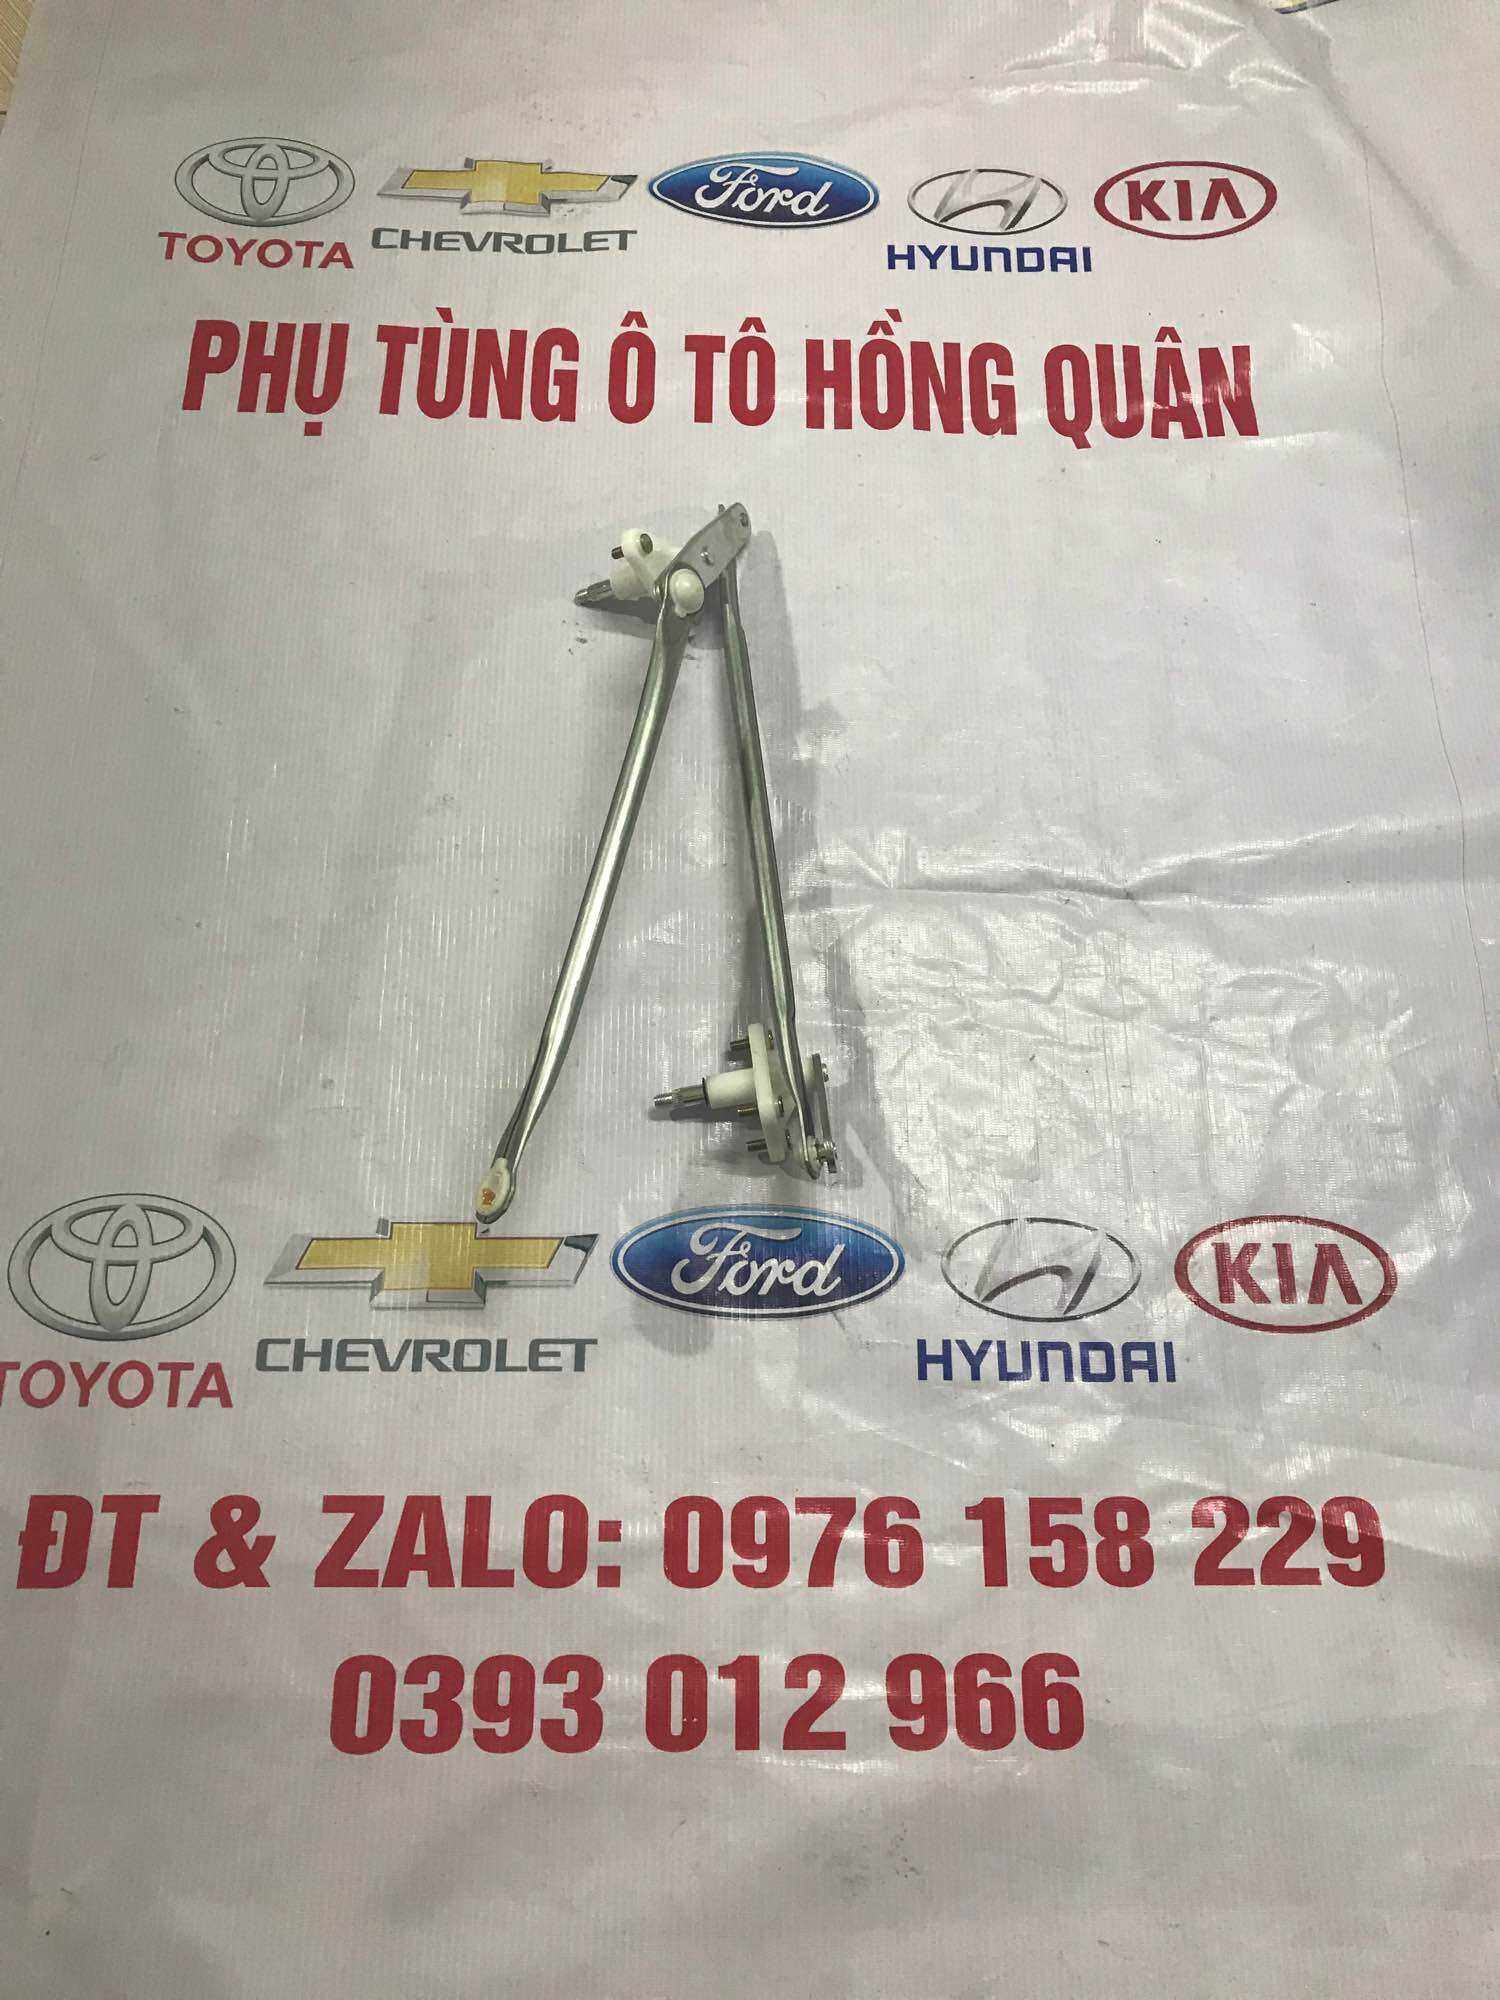 TOYOTA CHEVROLET Ford HYUNDAI KIA
PHỤ TÙNG Ô TÔ HỒNG QUÂN
TOYOTA CHEVROLET Ford HYUNDAI KIA
ĐT & ZALO: 0976 158 229
0393 012 966